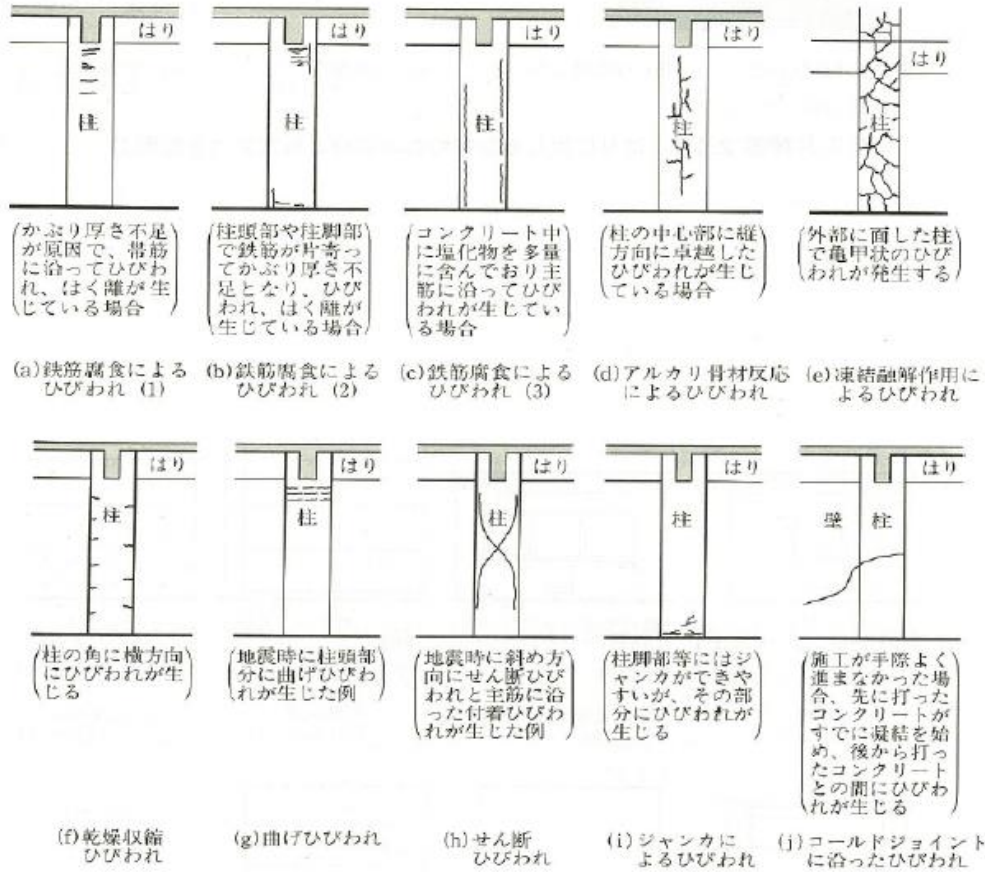 はり
柱
はり
柱
はり
柱
はり
柱
はり
柱
かぶり厚さ不足
が原因で、帯筋
に沿ってひびわ
れ、はく離が生
じている場合
柱頭部や柱脚部
で鉄筋が片寄っ
てかぶり厚さ不
足となり、ひび
われ、はく離が
生じている場合
コンクリート中
に塩化物を多量
に含んでおり主
筋に沿ってひび
われが生じてい
る場合
柱の中心部に縦
方向に卓越した
ひびわれが生じ
ている場合
外部に面した柱
で亀甲状のひび
われが発生する
(a)鉄筋腐食による
ひびわれ (1)
(b)鉄筋腐食による
ひびわれ (2)
(c)鉄筋腐食による
ひびわれ (3)
(d)アルカリ骨材反応
によるひびわれ
(e)凍結融解作用に
よるひびわれ
はり
柱
はり
柱
はり
柱
はり
柱
はり
壁 柱
柱の角に横方向
にひびわれが生
じる
地震時に柱頭部
分に曲げひびわ
れが生じた例
地震時に斜め方
向にせん断ひび
われと主筋に沿
った付着ひびわ
れが生じた例
柱脚部等にはジ
ャンカができや
すいが、その部
分にひびわれが
生じる
施工が手際よく
進まなかった場
合、先に打った
コンクリートが
すでに凝結を始
め、後から打っ
たコンクリート
との間にひびわ
れが生じる
(f)乾燥収縮
ひびわれ
(g)曲げひびわれ
(h)せん断
ひびわれ
(i)ジャンカに
よるひびわれ
(j)コールドジョイント
に沿ったひびわれ